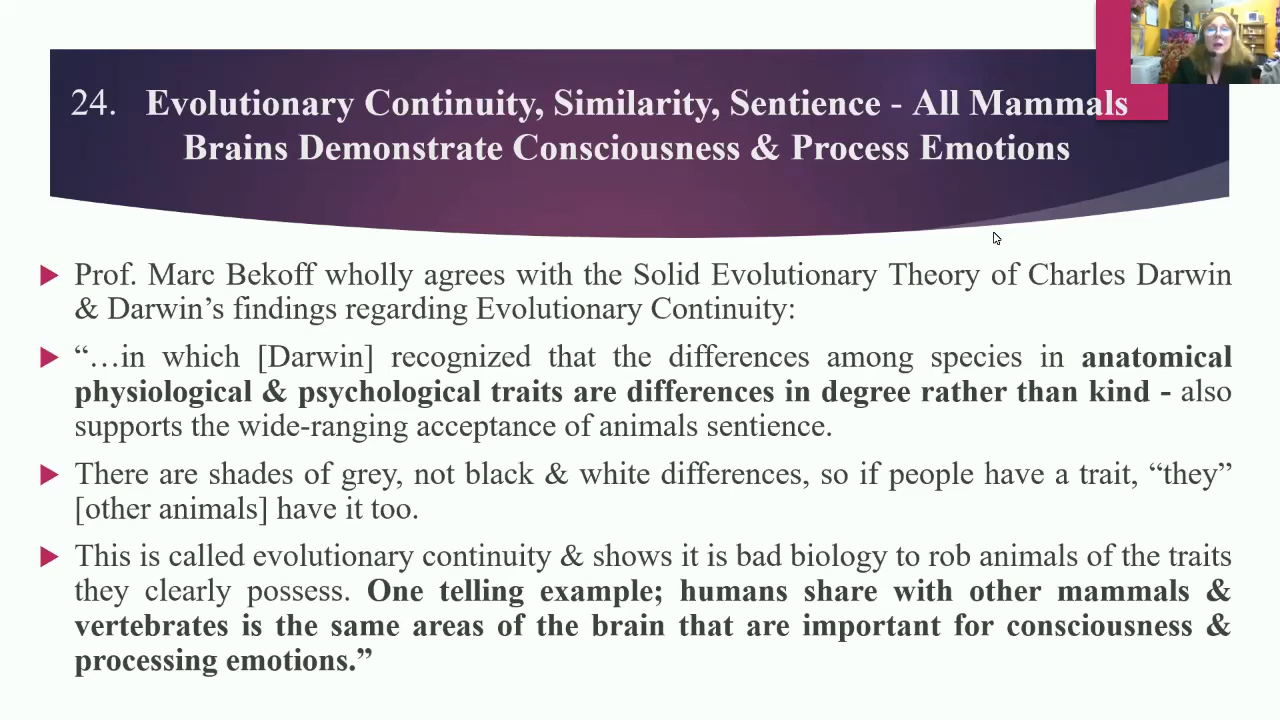 24. Evolutionary Continuity, Similarity, Sentience - All Mammals
Brains Demonstrate Consciousness & Process Emotions
Prof. Marc Bekoff wholly agrees with the Solid Evolutionary Theory of Charles Darwin
& Darwin’s findings regarding Evolutionary Continuity:
“…in which [Darwin] recognized that the differences among species in anatomical
physiological & psychological traits are differences in degree rather than kind - also
supports the wide-ranging acceptance of animals sentience.
There are shades of grey, not black & white differences, so if people have a trait, “they”
[other animals] have it too.
This is called evolutionary continuity & shows it is bad biology to rob animals of the traits
they clearly possess. One telling example; humans share with other mammals &
vertebrates is the same areas of the brain that are important for consciousness &
processing emotions.”